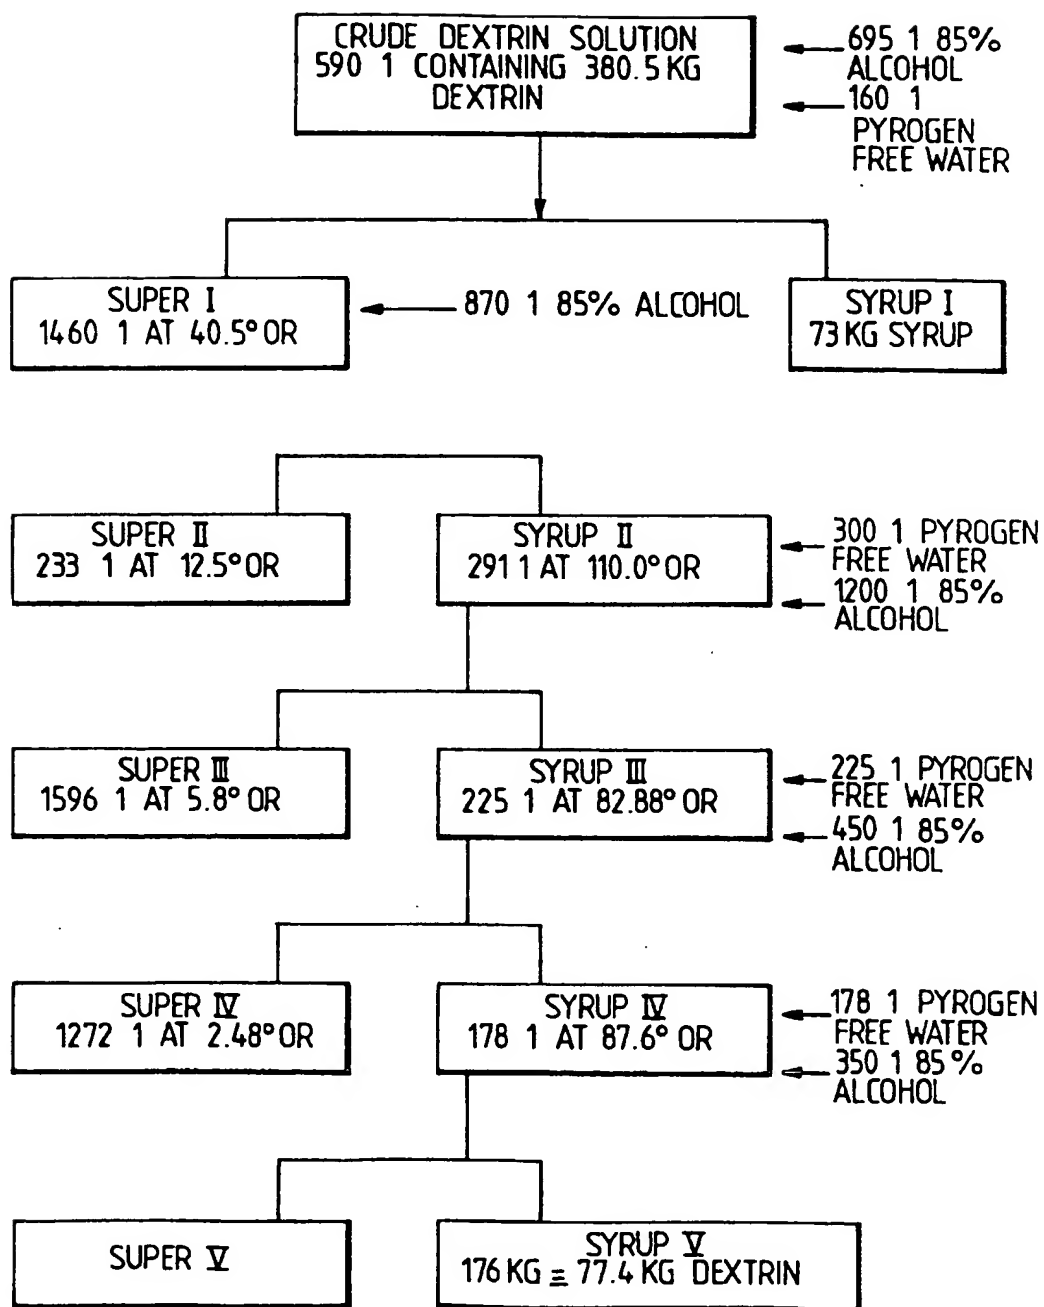 CRUDE DEXTRIN SOLUTION
590 1 CONTAINING 380.5 KG
DEXTRIN
695 1 85%
ALCOHOL
160 1
PYROGEN
FREE WATER
SUPER I
1460 1 AT 40.5° OR
870 1 85% ALCOHOL
SYRUP I
73 KG SYRUP
SUPER II
233 1 AT 12.5° OR
SYRUP II
291 1 AT 110.0° OR
300 1 PYROGEN
FREE WATER
1200 1 85%
ALCOHOL
SUPER III
1596 1 AT 5.8° OR
SYRUP III
225 1 AT 82.88° OR
225 1 PYROGEN
FREE WATER
450 1 85%
ALCOHOL
SUPER IV
1272 1 AT 2.48° OR
SYRUP IV
178 1 AT 87.6° OR
178 1 PYROGEN
FREE WATER
350 1 85%
ALCOHOL
SUPER V
SYRUP V
176 KG ≡ 77.4 KG DEXTRIN